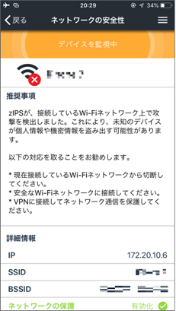 20:29
34%
戻る
ネットワークの安全性
デバイスを監視中
推奨事項
zIPSが、接続しているWi-Fiネットワーク上で攻
撃を検出しました。これにより、未知のデバイス
が個人情報や機密情報を盗み出す可能性がありま
す。
以下の対応を取ることをお勧めします。
* 現在接続しているWi-Fiネットワークから切断し
てください。
* 安全なWi-Fiネットワークに接続してください。
* VPNに接続してネットワーク通信を保護してく
ださい。
詳細情報
IP 172.20.10.6
SSID
BSSID
ネットワークの保護 有効化